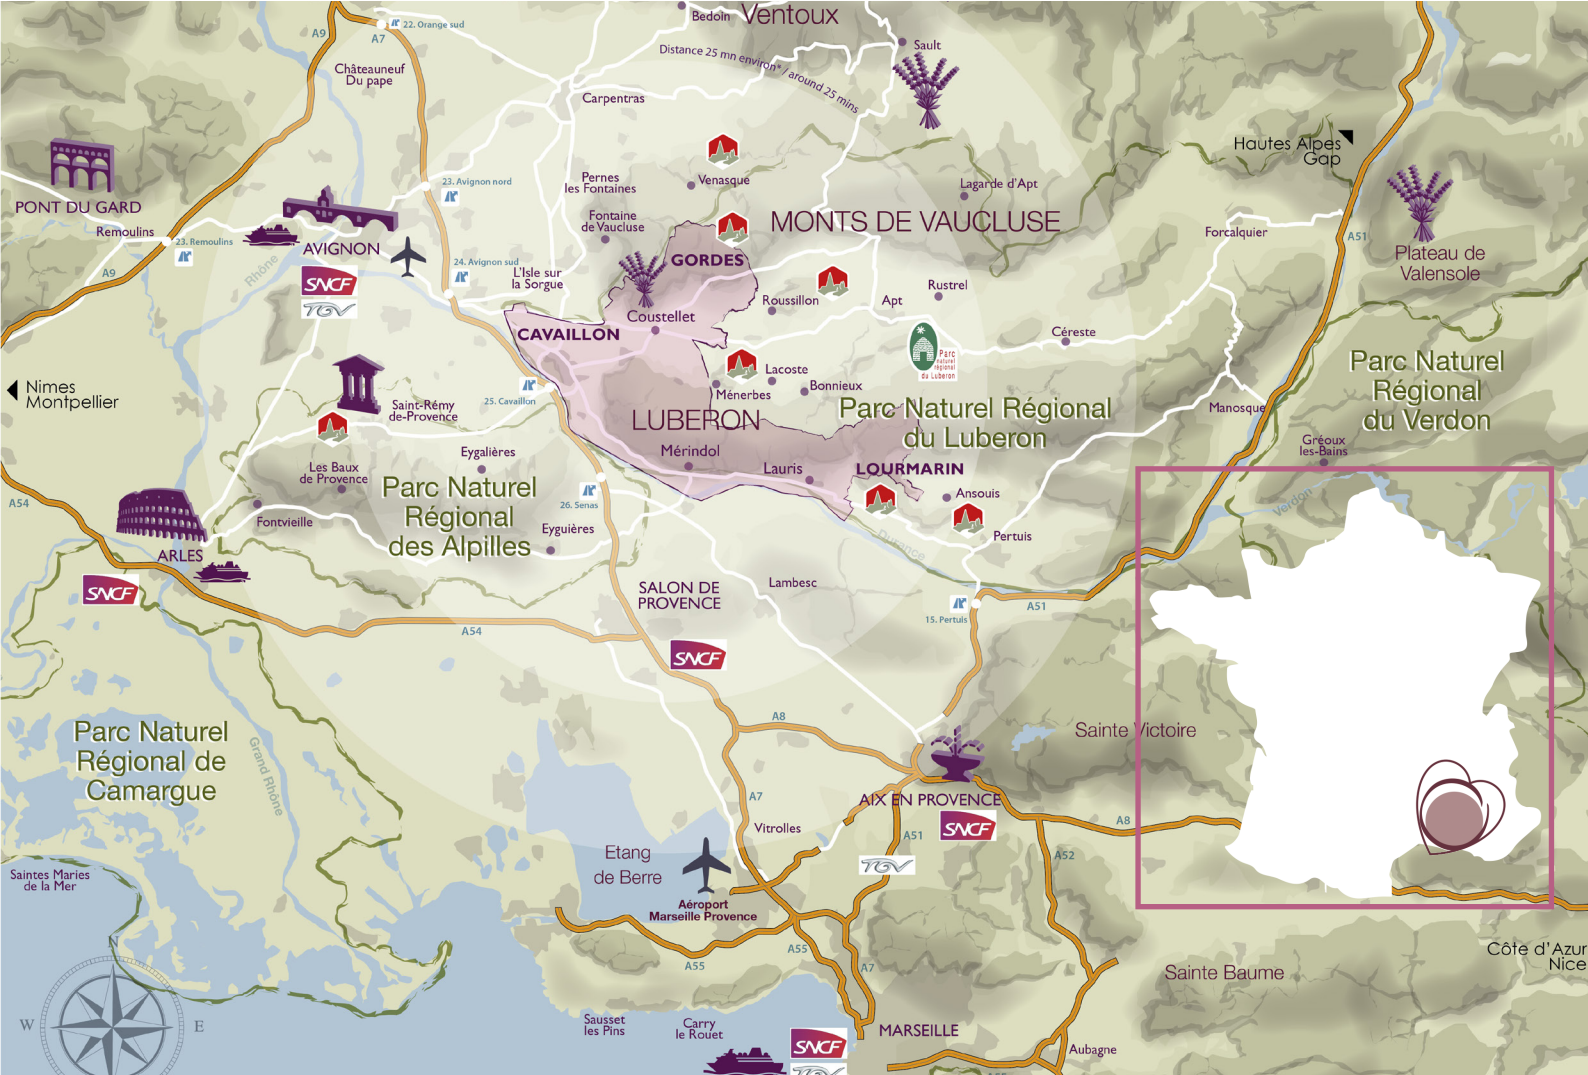 Ventoux
Bedoin
A9
A7
22. Orange sud
Sault
Distance 25 mn environ* / around 25 mins
Châteauneuf
Du pape
Carpentras
Hautes Alpes
Gap
PONT DU GARD
Remoulins
23. Remoulins
A9
AVIGNON
SNCF
TGV
Rhône
23. Avignon nord
24. Avignon sud
Pernes
les Fontaines
Venasque
Fontaine
de Vaucluse
Lagarde d'Apt
MONTS DE VAUCLUSE
GORDES
L'Isle sur
la Sorgue
Forcalquier
A51
Plateau de
Valensole
Roussillon
Apt
Rustrel
Coustellet
CAVAILLON
Céreste
Parc
naturel
régional
du Luberon
Parc Naturel
Régional
du Verdon
Nimes
Montpellier
25. Cavaillon
Saint-Rémy
de-Provence
Lacoste
Ménerbes
Bonnieux
LUBERON
Parc Naturel Régional
du Luberon
Manosque
Gréoux
les-Bains
Mérindol
Lauris
LOURMARIN
Eygalières
Les Baux
de Provence
Parc Naturel
Régional
des Alpilles
26. Senas
Ansouis
Pertuis
Verdon
A54
Fontvieille
Eyguières
Durance
ARLES
SNCF
SALON DE
PROVENCE
Lambesc
15. Pertuis
A51
A54
SNCF
Parc Naturel
Régional de
Camargue
Grand Rhône
A8
Sainte Victoire
A7
AIX EN PROVENCE
SNCF
A8
Vitrolles
A51
A52
TGV
Etang
de Berre
Saintes Maries
de la Mer
Aéroport
Marseille Provence
A55
A55
A7
Côte d'Azur
Nice
Sainte Baume
N
W
E
Sausset
les Pins
Carry
le Rouet
MARSEILLE
SNCF
TGV
Aubagne